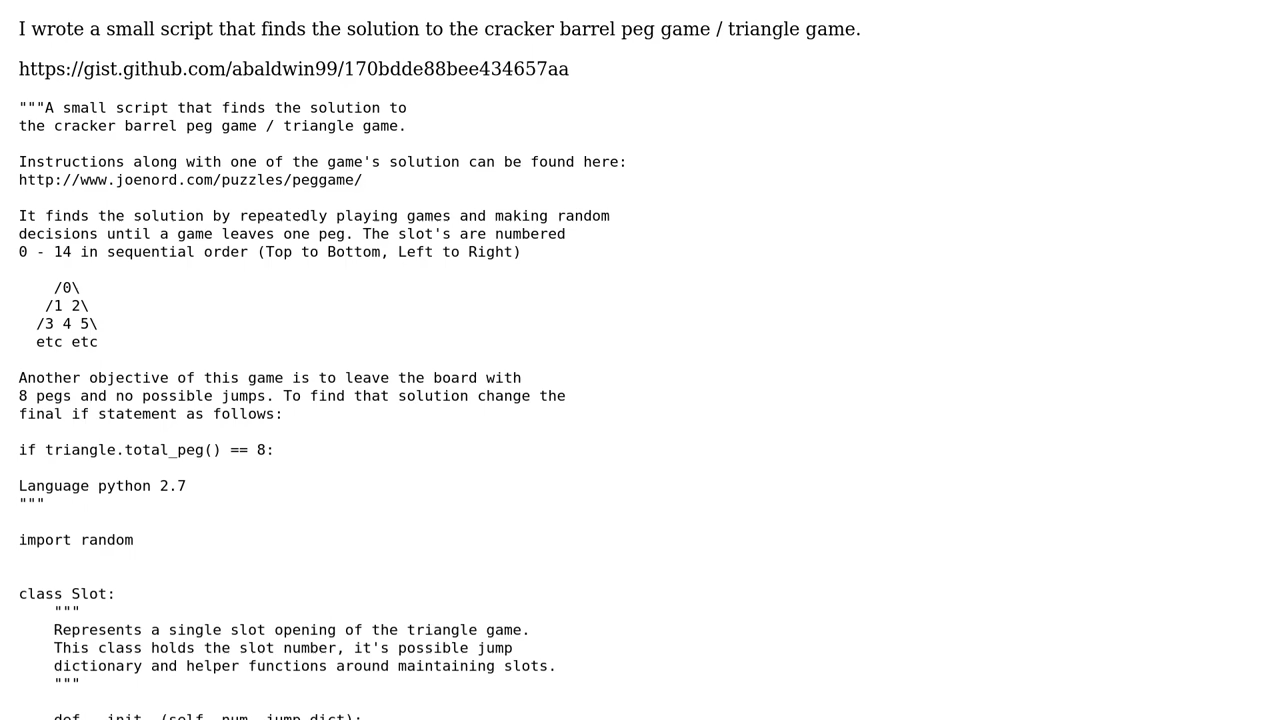 I wrote a small script that finds the solution to the cracker barrel peg game / triangle game.
https://gist.github.com/abaldwin99/170bdde88bee434657aa
"""A small script that finds the solution to
the cracker barrel peg game / triangle game.
Instructions along with one of the game's solution can be found here:
http://www.joenord.com/puzzles/peggame/
It finds the solution by repeatedly playing games and making random
decisions until a game leaves one peg. The slot's are numbered
0 - 14 in sequential order (Top to Bottom, Left to Right)
    /0\
   /1 2\
  /3 4 5\
  etc etc
Another objective of this game is to leave the board with
8 pegs and no possible jumps. To find that solution change the
final if statement as follows:
if triangle.total_peg() == 8:
Language python 2.7
"""
import random
class Slot:
    """
    Represents a single slot opening of the triangle game.
    This class holds the slot number, it's possible jump
    dictionary and helper functions around maintaining slots.
    """
    def __init__(self, num, jump_dict):